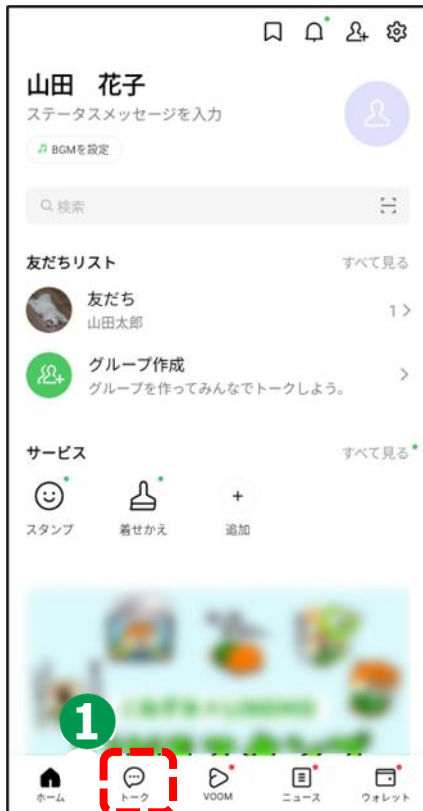 山田　花子
ステータスメッセージを入力
BGMを設定
検索
友だちリスト
すべて見る
友だち
1
山田太郎
グループ作成
グループを作ってみんなでトークしよう。
サービス
すべて見る
スタンプ
着せかえ
追加
1
ホーム
トーク
VOOM
ニュース
ウォレット